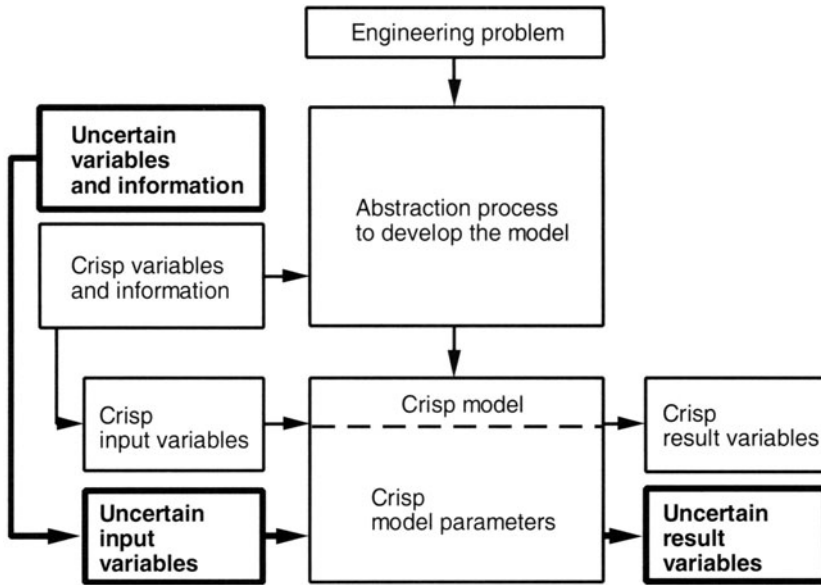 Engineering problem
Uncertain
variables
and information
Abstraction process
to develop the model
Crisp variables
and information
Crisp
input variables
Crisp model
Crisp
result variables
Uncertain
input
variables
Crisp
model parameters
Uncertain
result
variables